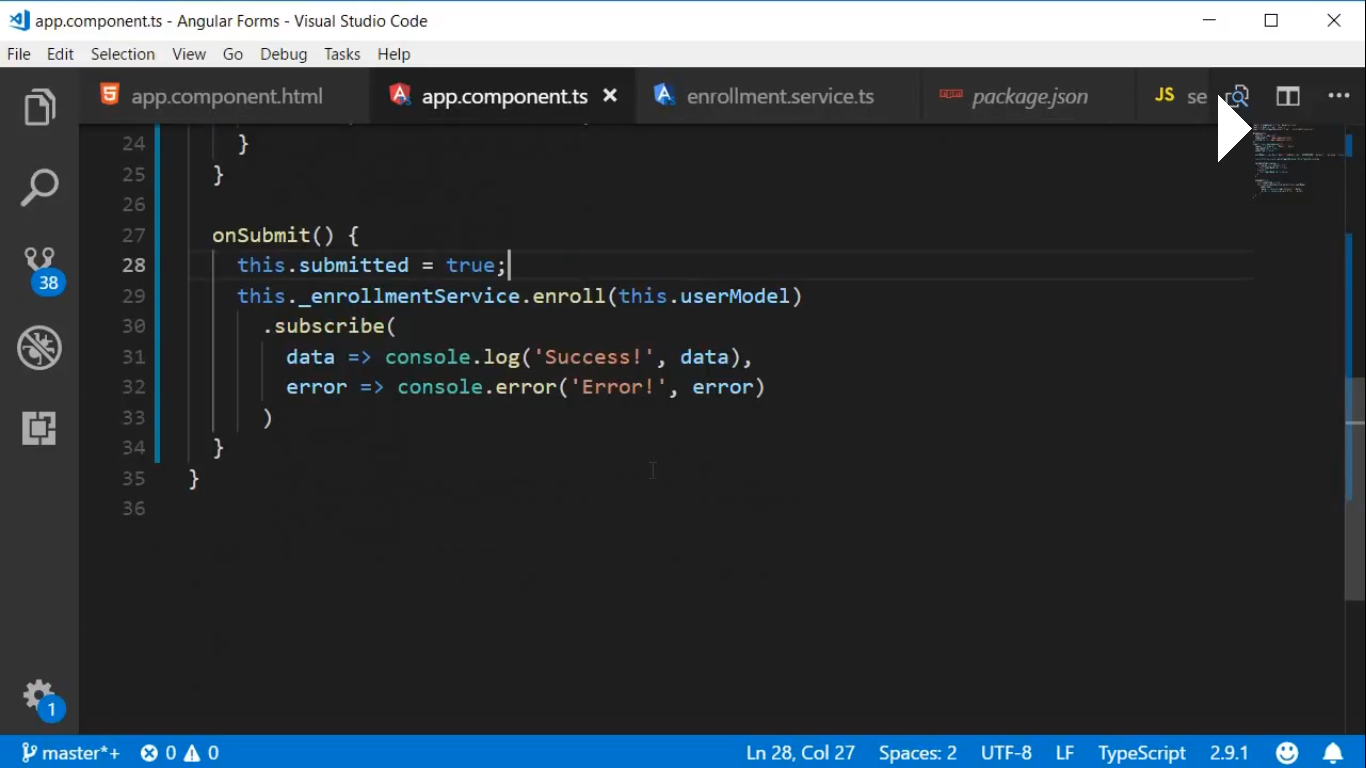 app.component.ts - Angular Forms - Visual Studio Code
File Edit Selection View Go Debug Tasks Help
app.component.html app.component.ts enrollment.service.ts package.json JS se
24 }
25 }
26
27 onSubmit() {
28 this.submitted = true;
29 this._enrollmentService.enroll(this.userModel)
30 .subscribe(
31 data => console.log('Success!', data),
32 error => console.error('Error!', error)
33 )
34 }
35 }
36
38
1
master*+ 0 0 Ln 28, Col 27 Spaces: 2 UTF-8 LF TypeScript 2.9.1